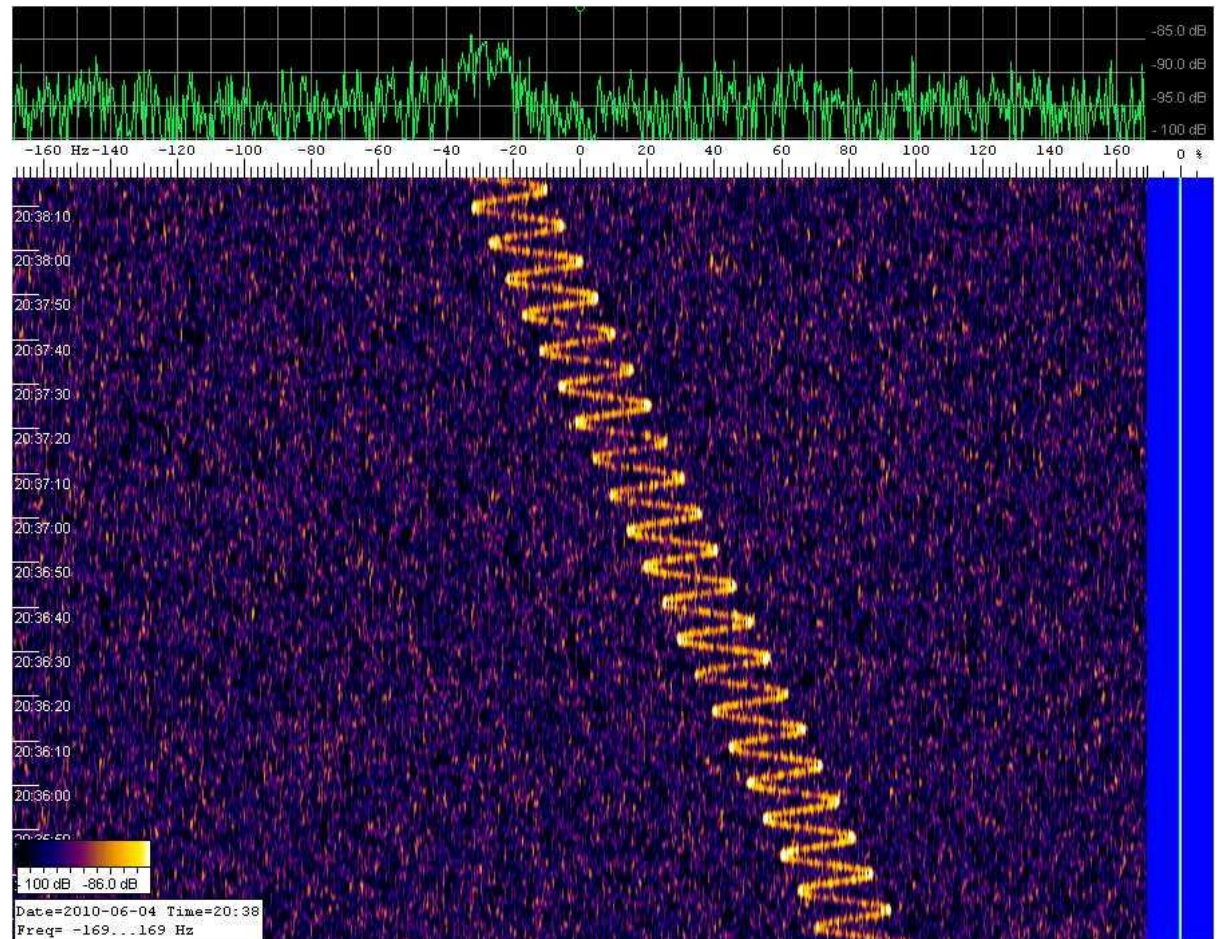 -85.0 dB
-90.0 dB
-95.0 dB
-100 dB
-160 Hz -140 -120 -100 -80 -60 -40 -20 0 20 40 60 80 100 120 140 160 0 %
20:38:10
20:38:00
20:37:50
20:37:40
20:37:30
20:37:20
20:37:10
20:37:00
20:36:50
20:36:40
20:36:30
20:36:20
20:36:10
20:36:00
20:35:50
-100 dB -86.0 dB
Date=2010-06-04 Time=20:38
Freq= -169...169 Hz